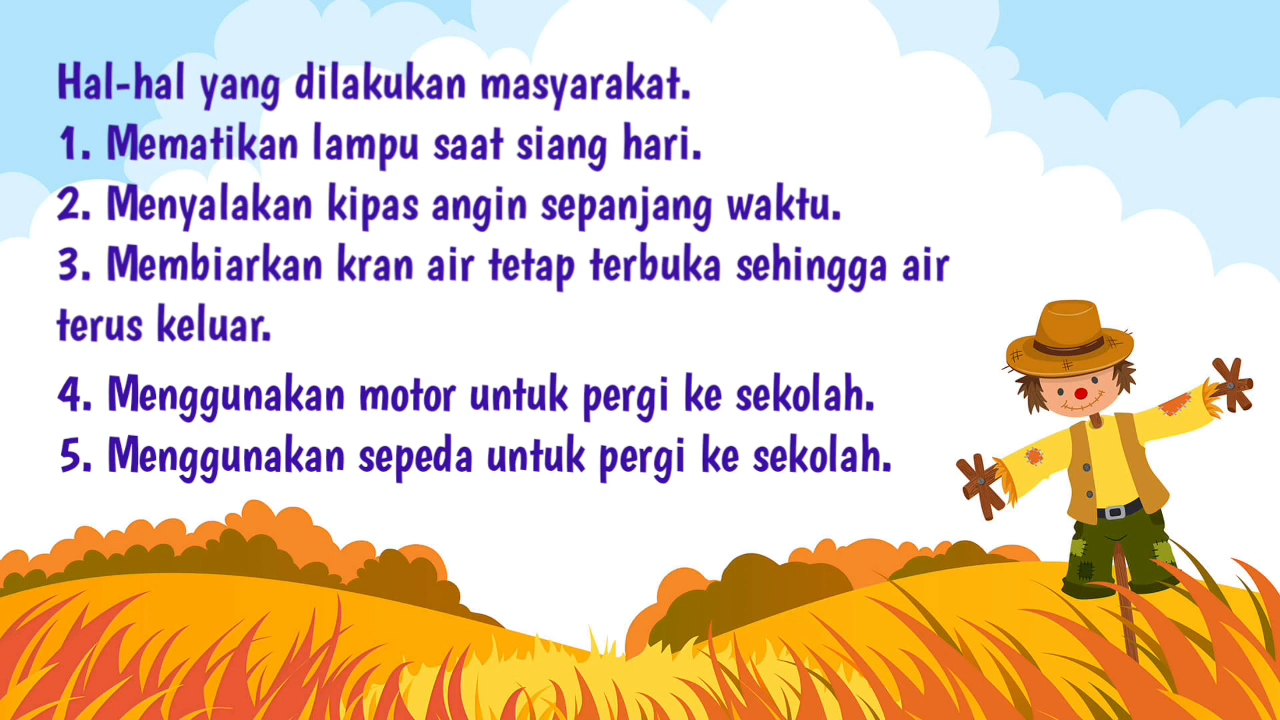 Hal-hal yang dilakukan masyarakat.
1. Mematikan lampu saat siang hari.
2. Menyalakan kipas angin sepanjang waktu.
3. Membiarkan kran air tetap terbuka sehingga air
terus keluar.
4. Menggunakan motor untuk pergi ke sekolah.
5. Menggunakan sepeda untuk pergi ke sekolah.